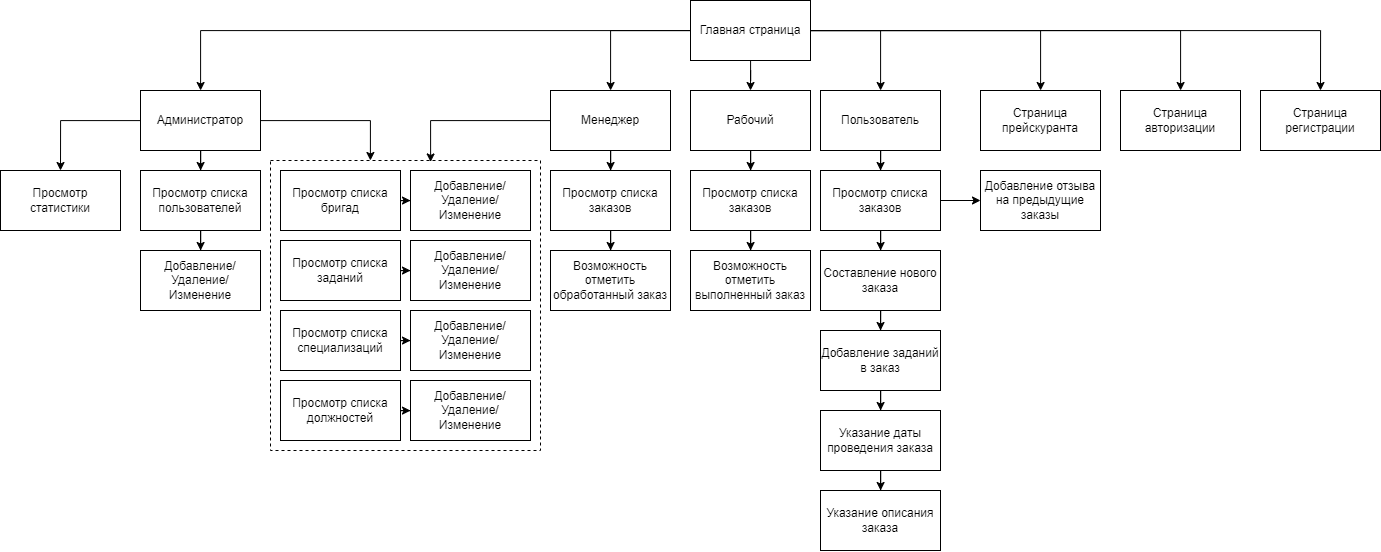 Главная страница
Администратор
Менеджер
Рабочий
Пользователь
Страница
прейскуранта
Страница
авторизации
Страница
регистрации
Просмотр
статистики
Просмотр списка
пользователей
Добавление/
Удаление/
Изменение
Просмотр списка
бригад
Добавление/
Удаление/
Изменение
Просмотр списка
заданий
Добавление/
Удаление/
Изменение
Просмотр списка
специализаций
Добавление/
Удаление/
Изменение
Просмотр списка
должностей
Добавление/
Удаление/
Изменение
Просмотр списка
заказов
Возможность
отметить
обработанный заказ
Просмотр списка
заказов
Возможность
отметить
выполненный заказ
Просмотр списка
заказов
Добавление отзыва
на предыдущие
заказы
Составление нового
заказа
Добавление заданий
в заказ
Указание даты
проведения заказа
Указание описания
заказа